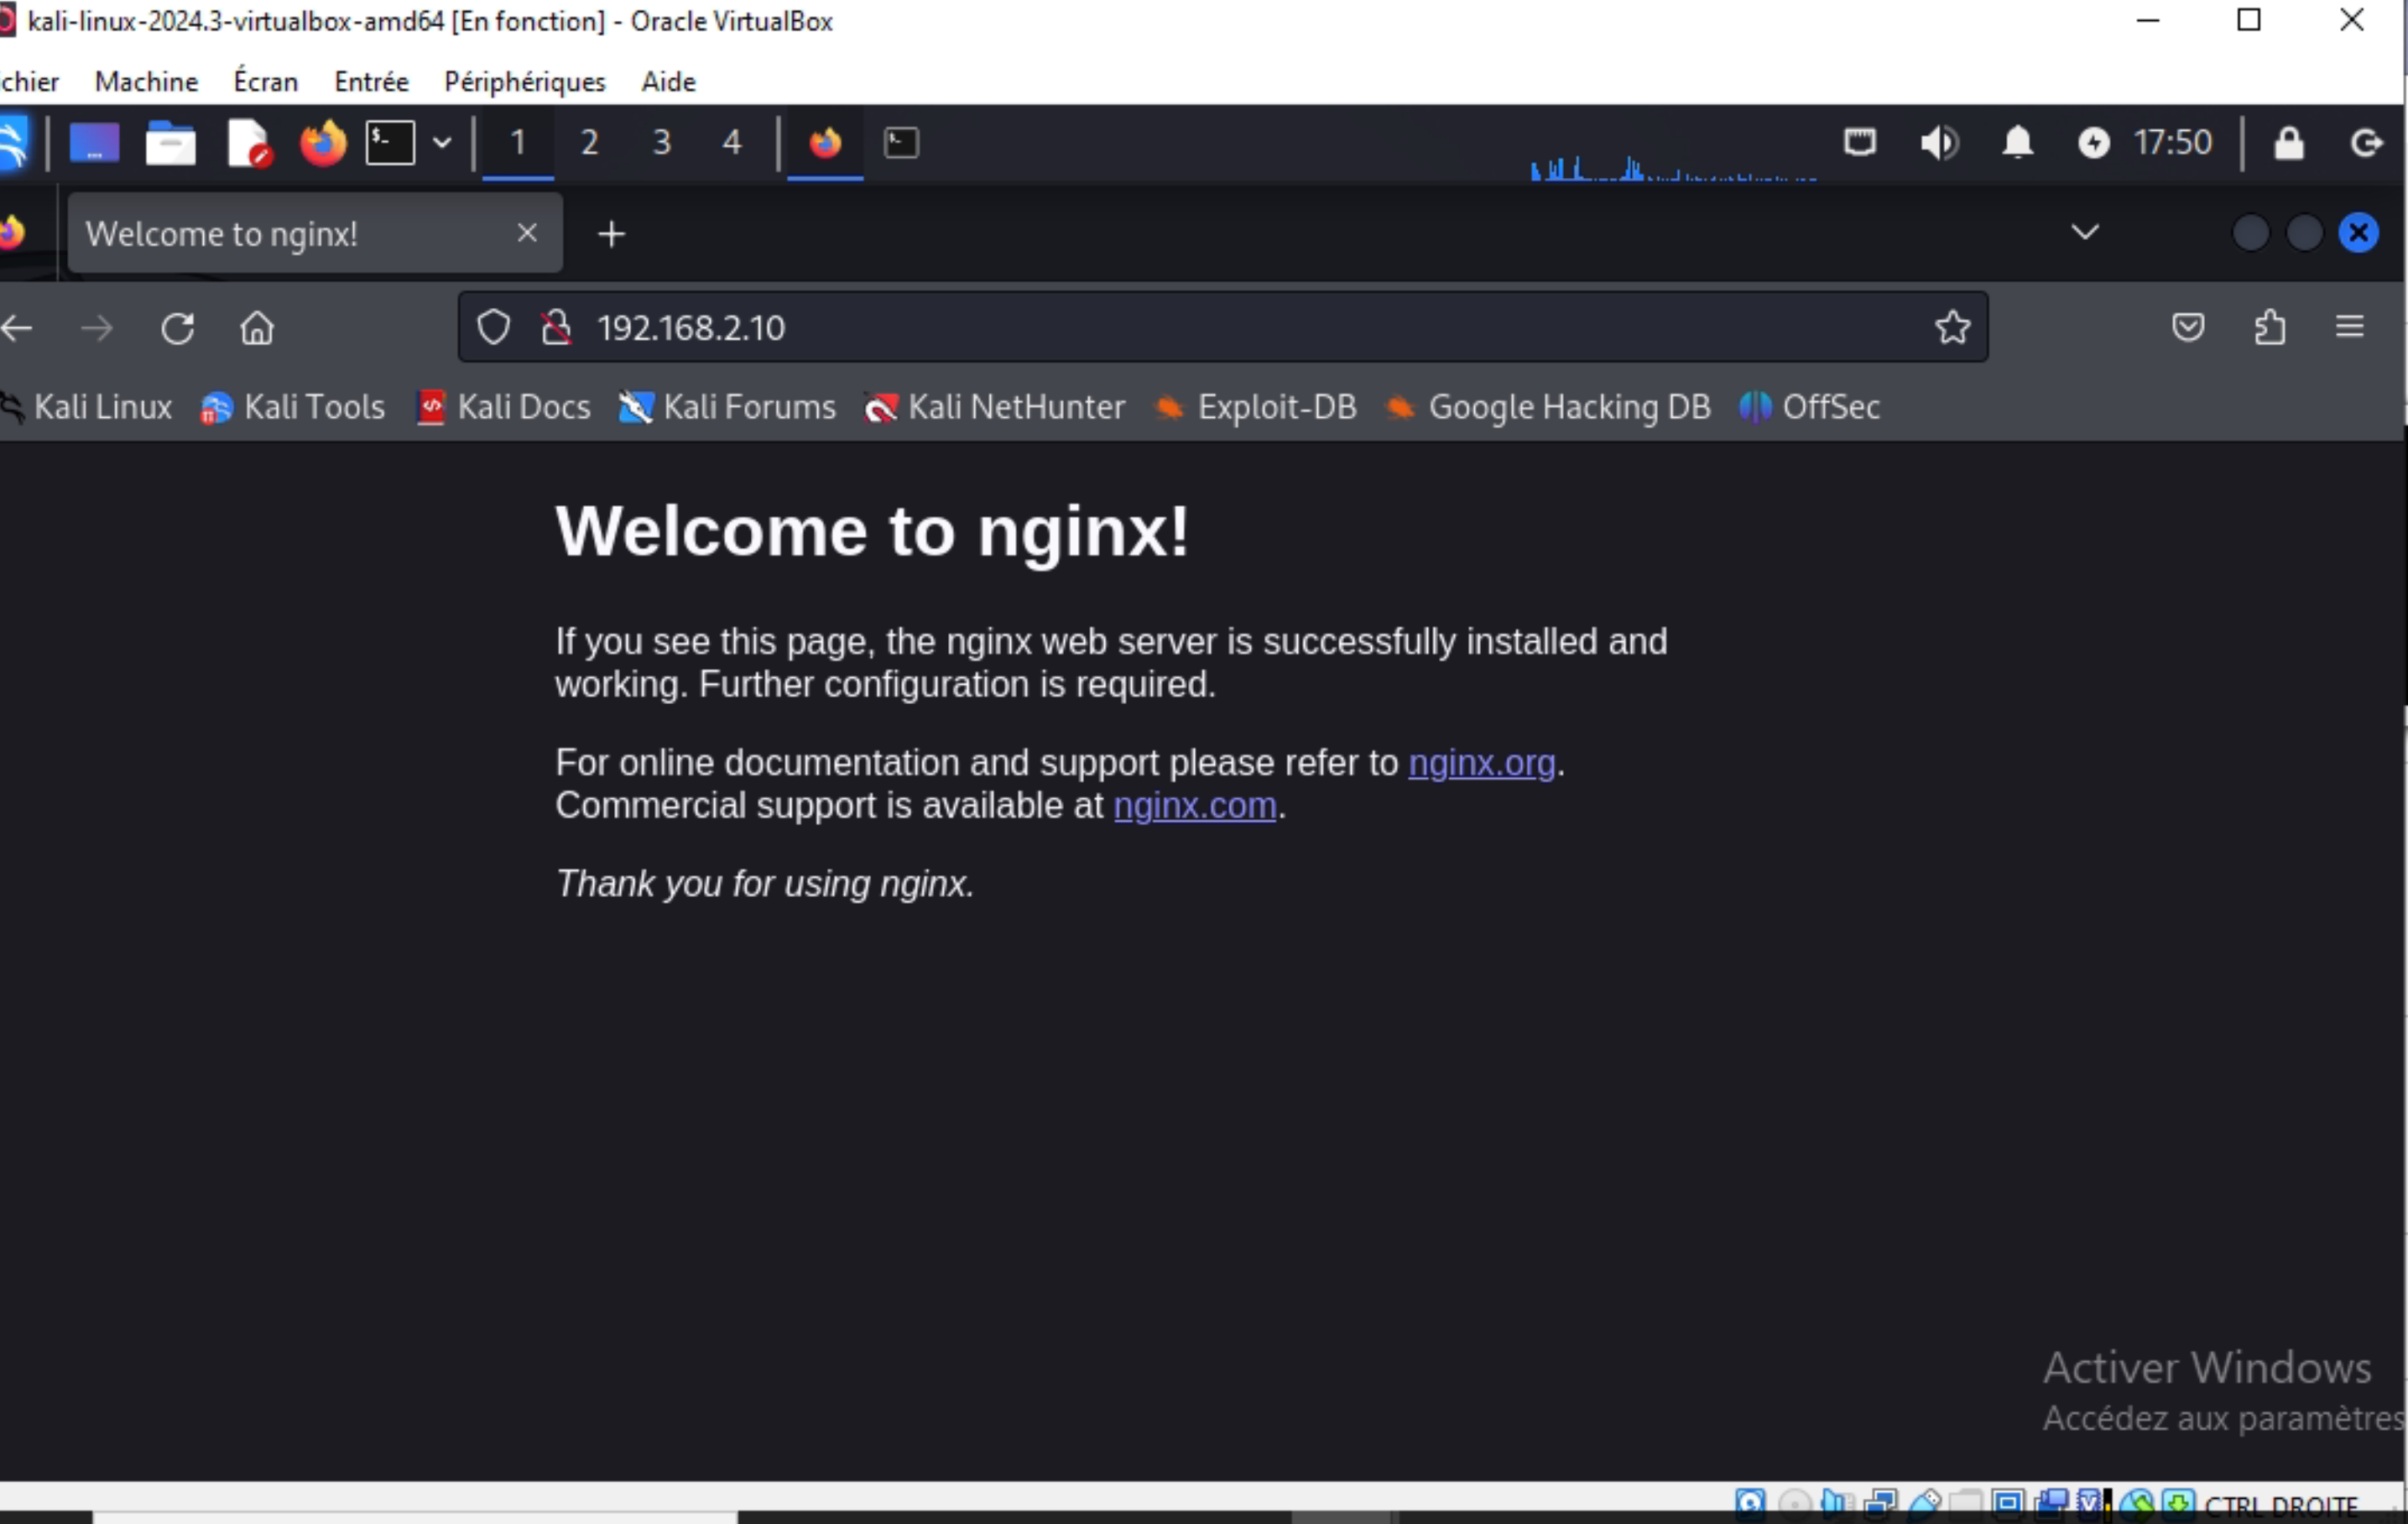 kali-linux-2024.3-virtualbox-amd64 [En fonction] - Oracle VirtualBox
chier Machine Écran Entrée Périphériques Aide
$- 1 2 3 4 $- 17:50
Welcome to nginx!
192.168.2.10
Kali Linux Kali Tools Kali Docs Kali Forums Kali NetHunter Exploit-DB Google Hacking DB OffSec
Welcome to nginx!
If you see this page, the nginx web server is successfully installed and
working. Further configuration is required.
For online documentation and support please refer to nginx.org.
Commercial support is available at nginx.com.
Thank you for using nginx.
Activer Windows
Accédez aux paramètres
CTRL DROITE